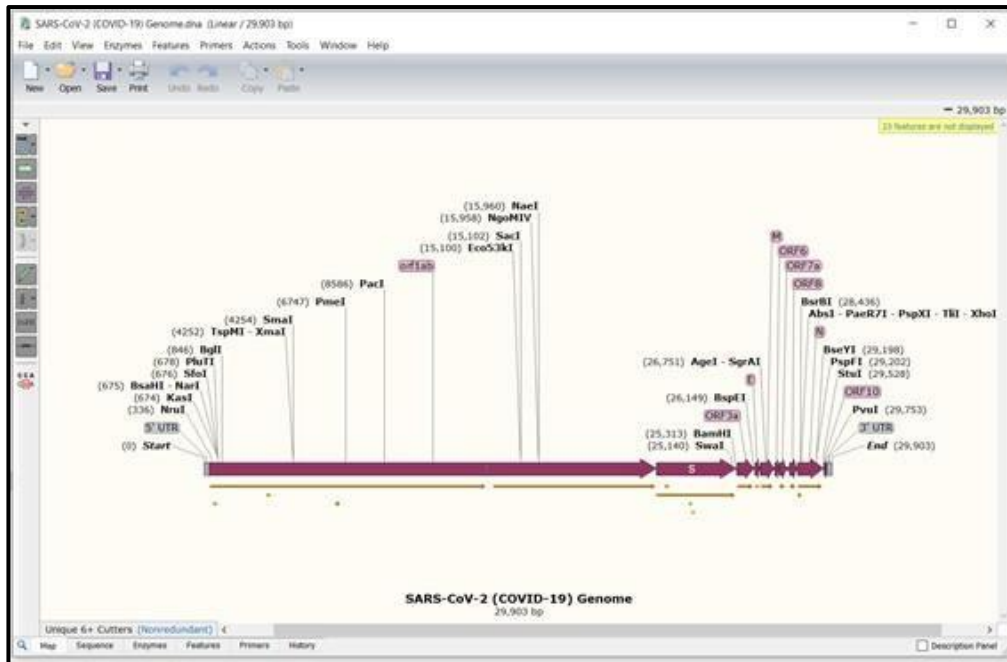 SARS-CoV-2 (COVID-19) Genome.dna (Linear / 29,903 bp)
File Edit View Enzymes Features Primers Actions Tools Window Help
New Open Save Print Undo Redo Copy Paste
29,903 bp
23 features are not displayed
(15,960) NaeI
(15,958) NgoMIV
(15,102) SacI
(15,100) Eco53kI
orf1ab
(8586) PacI
(6747) PmeI
(4254) SmaI
(4252) TspMI - XmaI
(846) BglI
(678) PluTI
(676) SfoI
(675) BsaHI - NarI
(674) KasI
(336) NruI
5' UTR
(0) Start
M
ORF6
ORF7a
ORF8
BsrBI (28,436)
AbsI - PaeR7I - PspXI - TliI - XhoI
N
(26,751) AgeI - SgrAI
BseYI (29,198)
PspFI (29,202)
E
StuI (29,528)
(26,149) BspEI
ORF10
ORF3a
PvuI (29,753)
(25,313) BamHI
3' UTR
(25,140) SwaI
End (29,903)
S
SARS-CoV-2 (COVID-19) Genome
29,903 bp
Unique 6+ Cutters (Nonredundant)
Map Sequence Enzymes Features Primers History
Description Panel